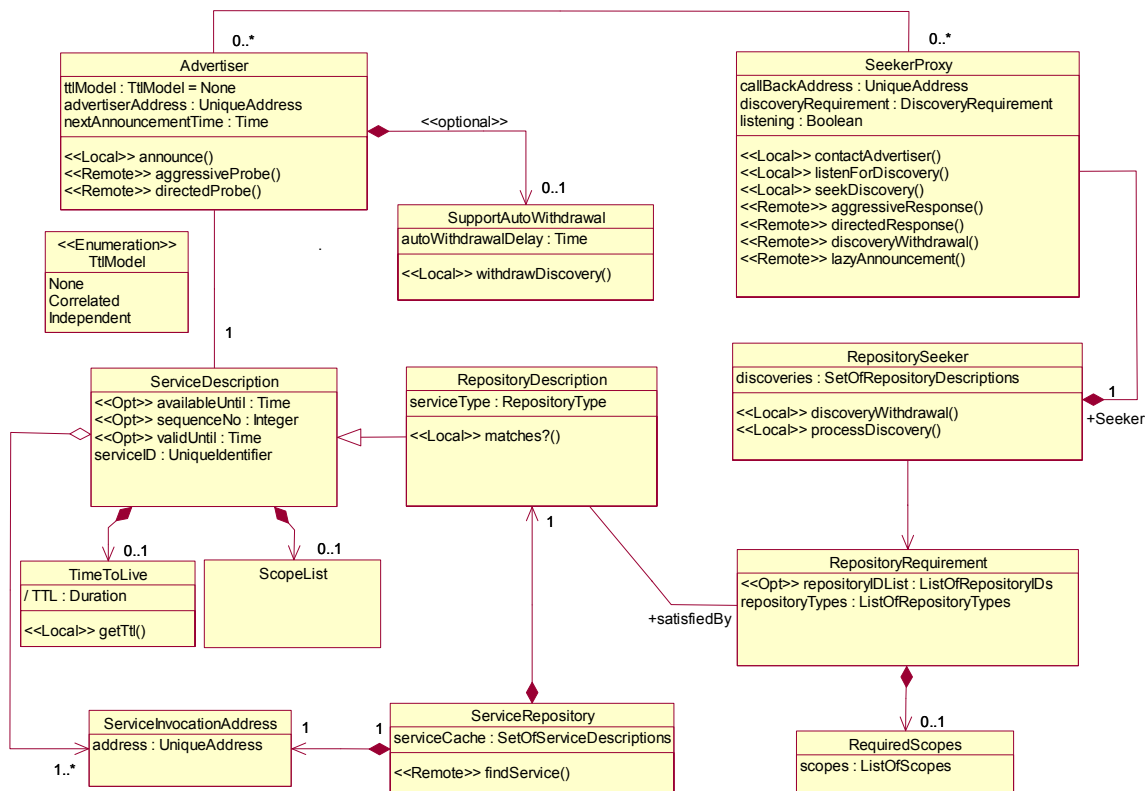 0..*
0..*
Advertiser
ttlModel : TtlModel = None
advertiserAddress : UniqueAddress
nextAnnouncementTime : Time
<<Local>> announce()
<<Remote>> aggressiveProbe()
<<Remote>> directedProbe()
<<optional>>
0..1
SeekerProxy
callBackAddress : UniqueAddress
discoveryRequirement : DiscoveryRequirement
listening : Boolean
<<Local>> contactAdvertiser()
<<Local>> listenForDiscovery()
<<Local>> seekDiscovery()
<<Remote>> aggressiveResponse()
<<Remote>> directedResponse()
<<Remote>> discoveryWithdrawal()
<<Remote>> lazyAnnouncement()
SupportAutoWithdrawal
autoWithdrawalDelay : Time
<<Local>> withdrawDiscovery()
<<Enumeration>>
TtlModel
None
Correlated
Independent
1
ServiceDescription
<<Opt>> availableUntil : Time
<<Opt>> sequenceNo : Integer
<<Opt>> validUntil : Time
serviceID : UniqueIdentifier
RepositoryDescription
serviceType : RepositoryType
<<Local>> matches?()
RepositorySeeker
discoveries : SetOfRepositoryDescriptions
<<Local>> discoveryWithdrawal()
<<Local>> processDiscovery()
1
+Seeker
0..1
0..1
1
TimeToLive
/ TTL : Duration
<<Local>> getTtl()
ScopeList
RepositoryRequirement
<<Opt>> repositoryIDList : ListOfRepositoryIDs
repositoryTypes : ListOfRepositoryTypes
+satisfiedBy
ServiceInvocationAddress
address : UniqueAddress
1..*
1
1
ServiceRepository
serviceCache : SetOfServiceDescriptions
<<Remote>> findService()
0..1
RequiredScopes
scopes : ListOfScopes